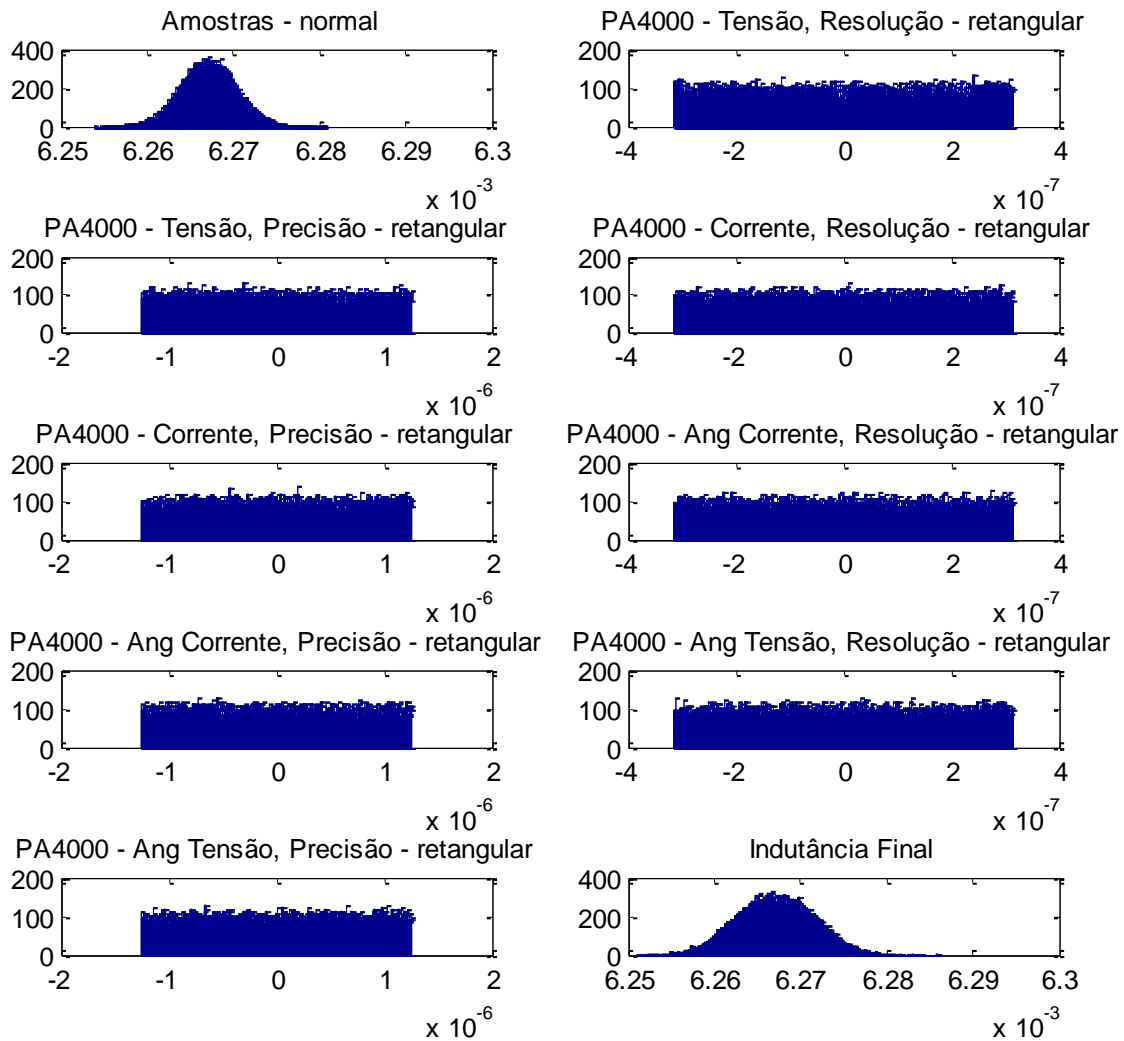 Amostras - normal
400
200
0
6.25 6.26 6.27 6.28 6.29 6.3
x 10-3
PA4000 - Tensão, Resolução - retangular
200
100
0
-4 -2 0 2 4
x 10-7
PA4000 - Tensão, Precisão - retangular
200
100
0
-2 -1 0 1 2
x 10-6
PA4000 - Corrente, Resolução - retangular
200
100
0
-4 -2 0 2 4
x 10-7
PA4000 - Corrente, Precisão - retangular
200
100
0
-2 -1 0 1 2
x 10-6
PA4000 - Ang Corrente, Resolução - retangular
200
100
0
-4 -2 0 2 4
x 10-7
PA4000 - Ang Corrente, Precisão - retangular
200
100
0
-2 -1 0 1 2
x 10-6
PA4000 - Ang Tensão, Resolução - retangular
200
100
0
-4 -2 0 2 4
x 10-7
PA4000 - Ang Tensão, Precisão - retangular
200
100
0
-2 -1 0 1 2
x 10-6
Indutância Final
400
200
0
6.25 6.26 6.27 6.28 6.29 6.3
x 10-3